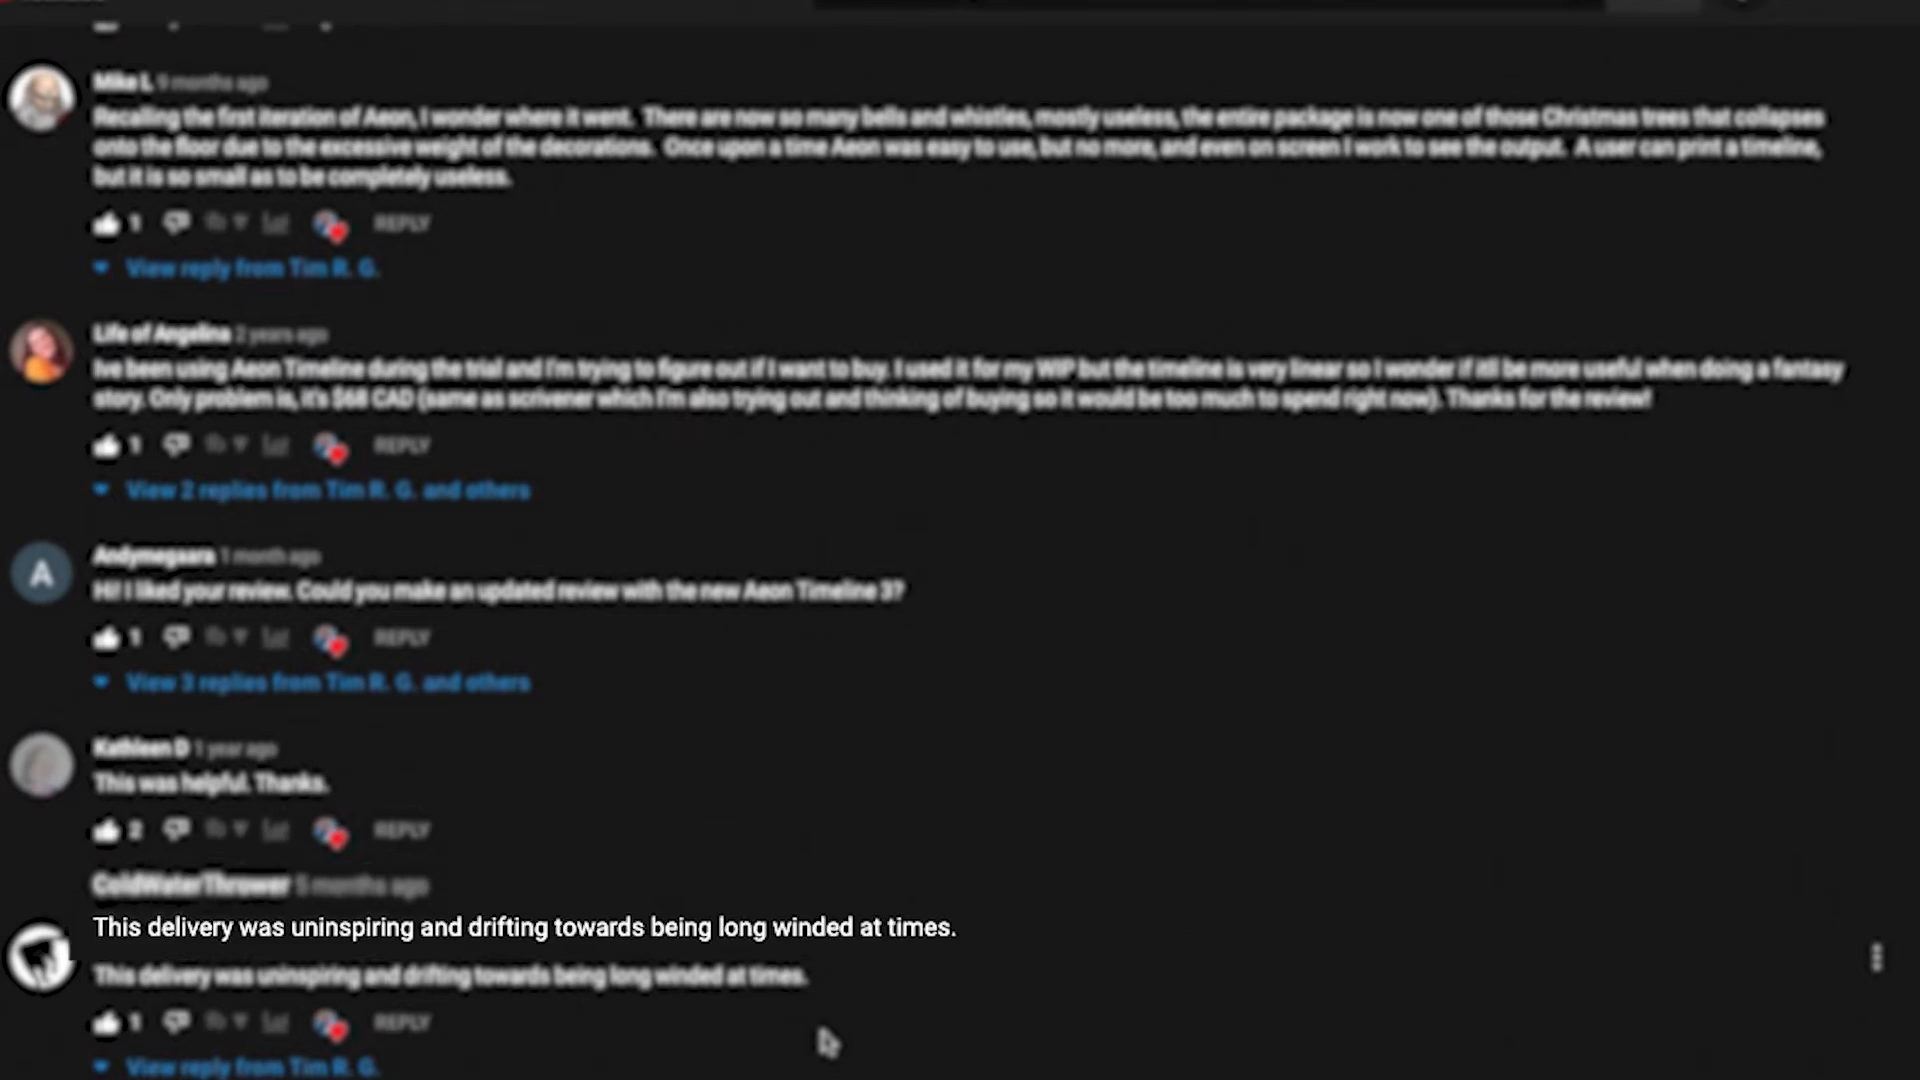 Mike L 9 months ago
Recalling the first iteration of Aeon, I wonder where it went. There are now so many bells and whistles, mostly useless, the entire package is now one of those Christmas trees that collapses
onto the floor due to the excessive weight of the decorations. Once upon a time Aeon was easy to use, but no more, and even on screen I work to see the output. A user can print a timeline,
but it is so small as to be completely useless.
1 REPLY
View reply from Tim R. G.
Life of Angelina 2 years ago
Ive been using Aeon Timeline during the trial and I'm trying to figure out if I want to buy. I used it for my WIP but the timeline is very linear so I wonder if itll be more useful when doing a fantasy
story. Only problem is, it's $68 CAD (same as scrivener which I'm also trying out and thinking of buying so it would be too much to spend right now). Thanks for the review!
1 REPLY
View 2 replies from Tim R. G. and others
A
Andymegaara 1 month ago
Hi! I liked your review. Could you make an updated review with the new Aeon Timeline 3?
1 REPLY
View 3 replies from Tim R. G. and others
Kathleen D 1 year ago
This was helpful. Thanks.
2 REPLY
ColdWaterThrower 5 months ago
This delivery was uninspiring and drifting towards being long winded at times.
This delivery was uninspiring and drifting towards being long winded at times.
1 REPLY
View reply from Tim R. G.